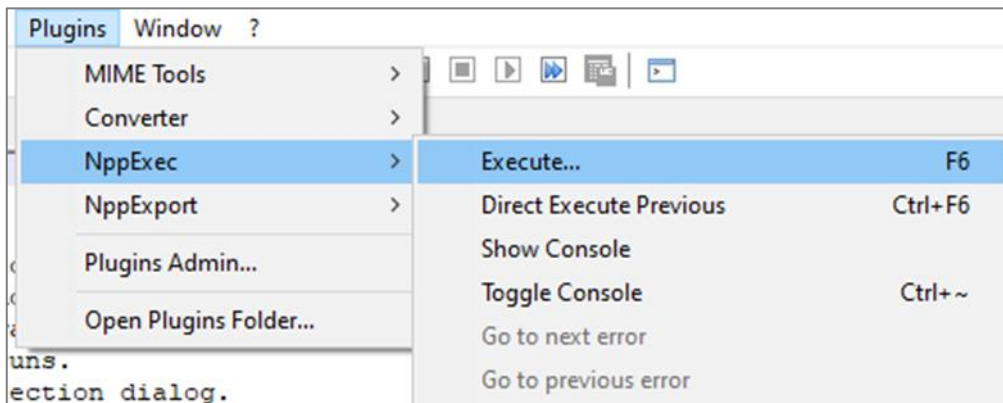 Plugins Window ?
MIME Tools >
Converter >
NppExec >
NppExport >
Plugins Admin...
Open Plugins Folder...
Execute... F6
Direct Execute Previous Ctrl+F6
Show Console
Toggle Console Ctrl+~
Go to next error
Go to previous error
uns.
ection dialog.